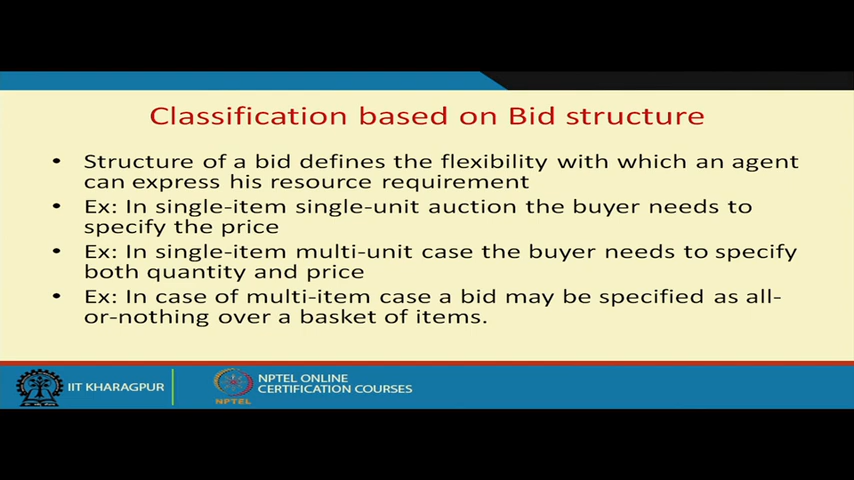 Classification based on Bid structure
• Structure of a bid defines the flexibility with which an agent
can express his resource requirement
• Ex: In single-item single-unit auction the buyer needs to
specify the price
• Ex: In single-item multi-unit case the buyer needs to specify
both quantity and price
• Ex: In case of multi-item case a bid may be specified as all-
or-nothing over a basket of items.
IIT KHARAGPUR
NPTEL
NPTEL ONLINE
CERTIFICATION COURSES